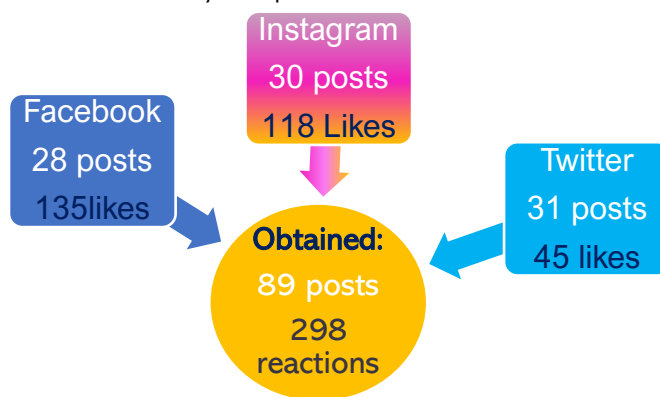 Instagram
30 posts
118 Likes
Facebook
28 posts
135likes
Twitter
31 posts
45 likes
Obtained:
89 posts
298
reactions